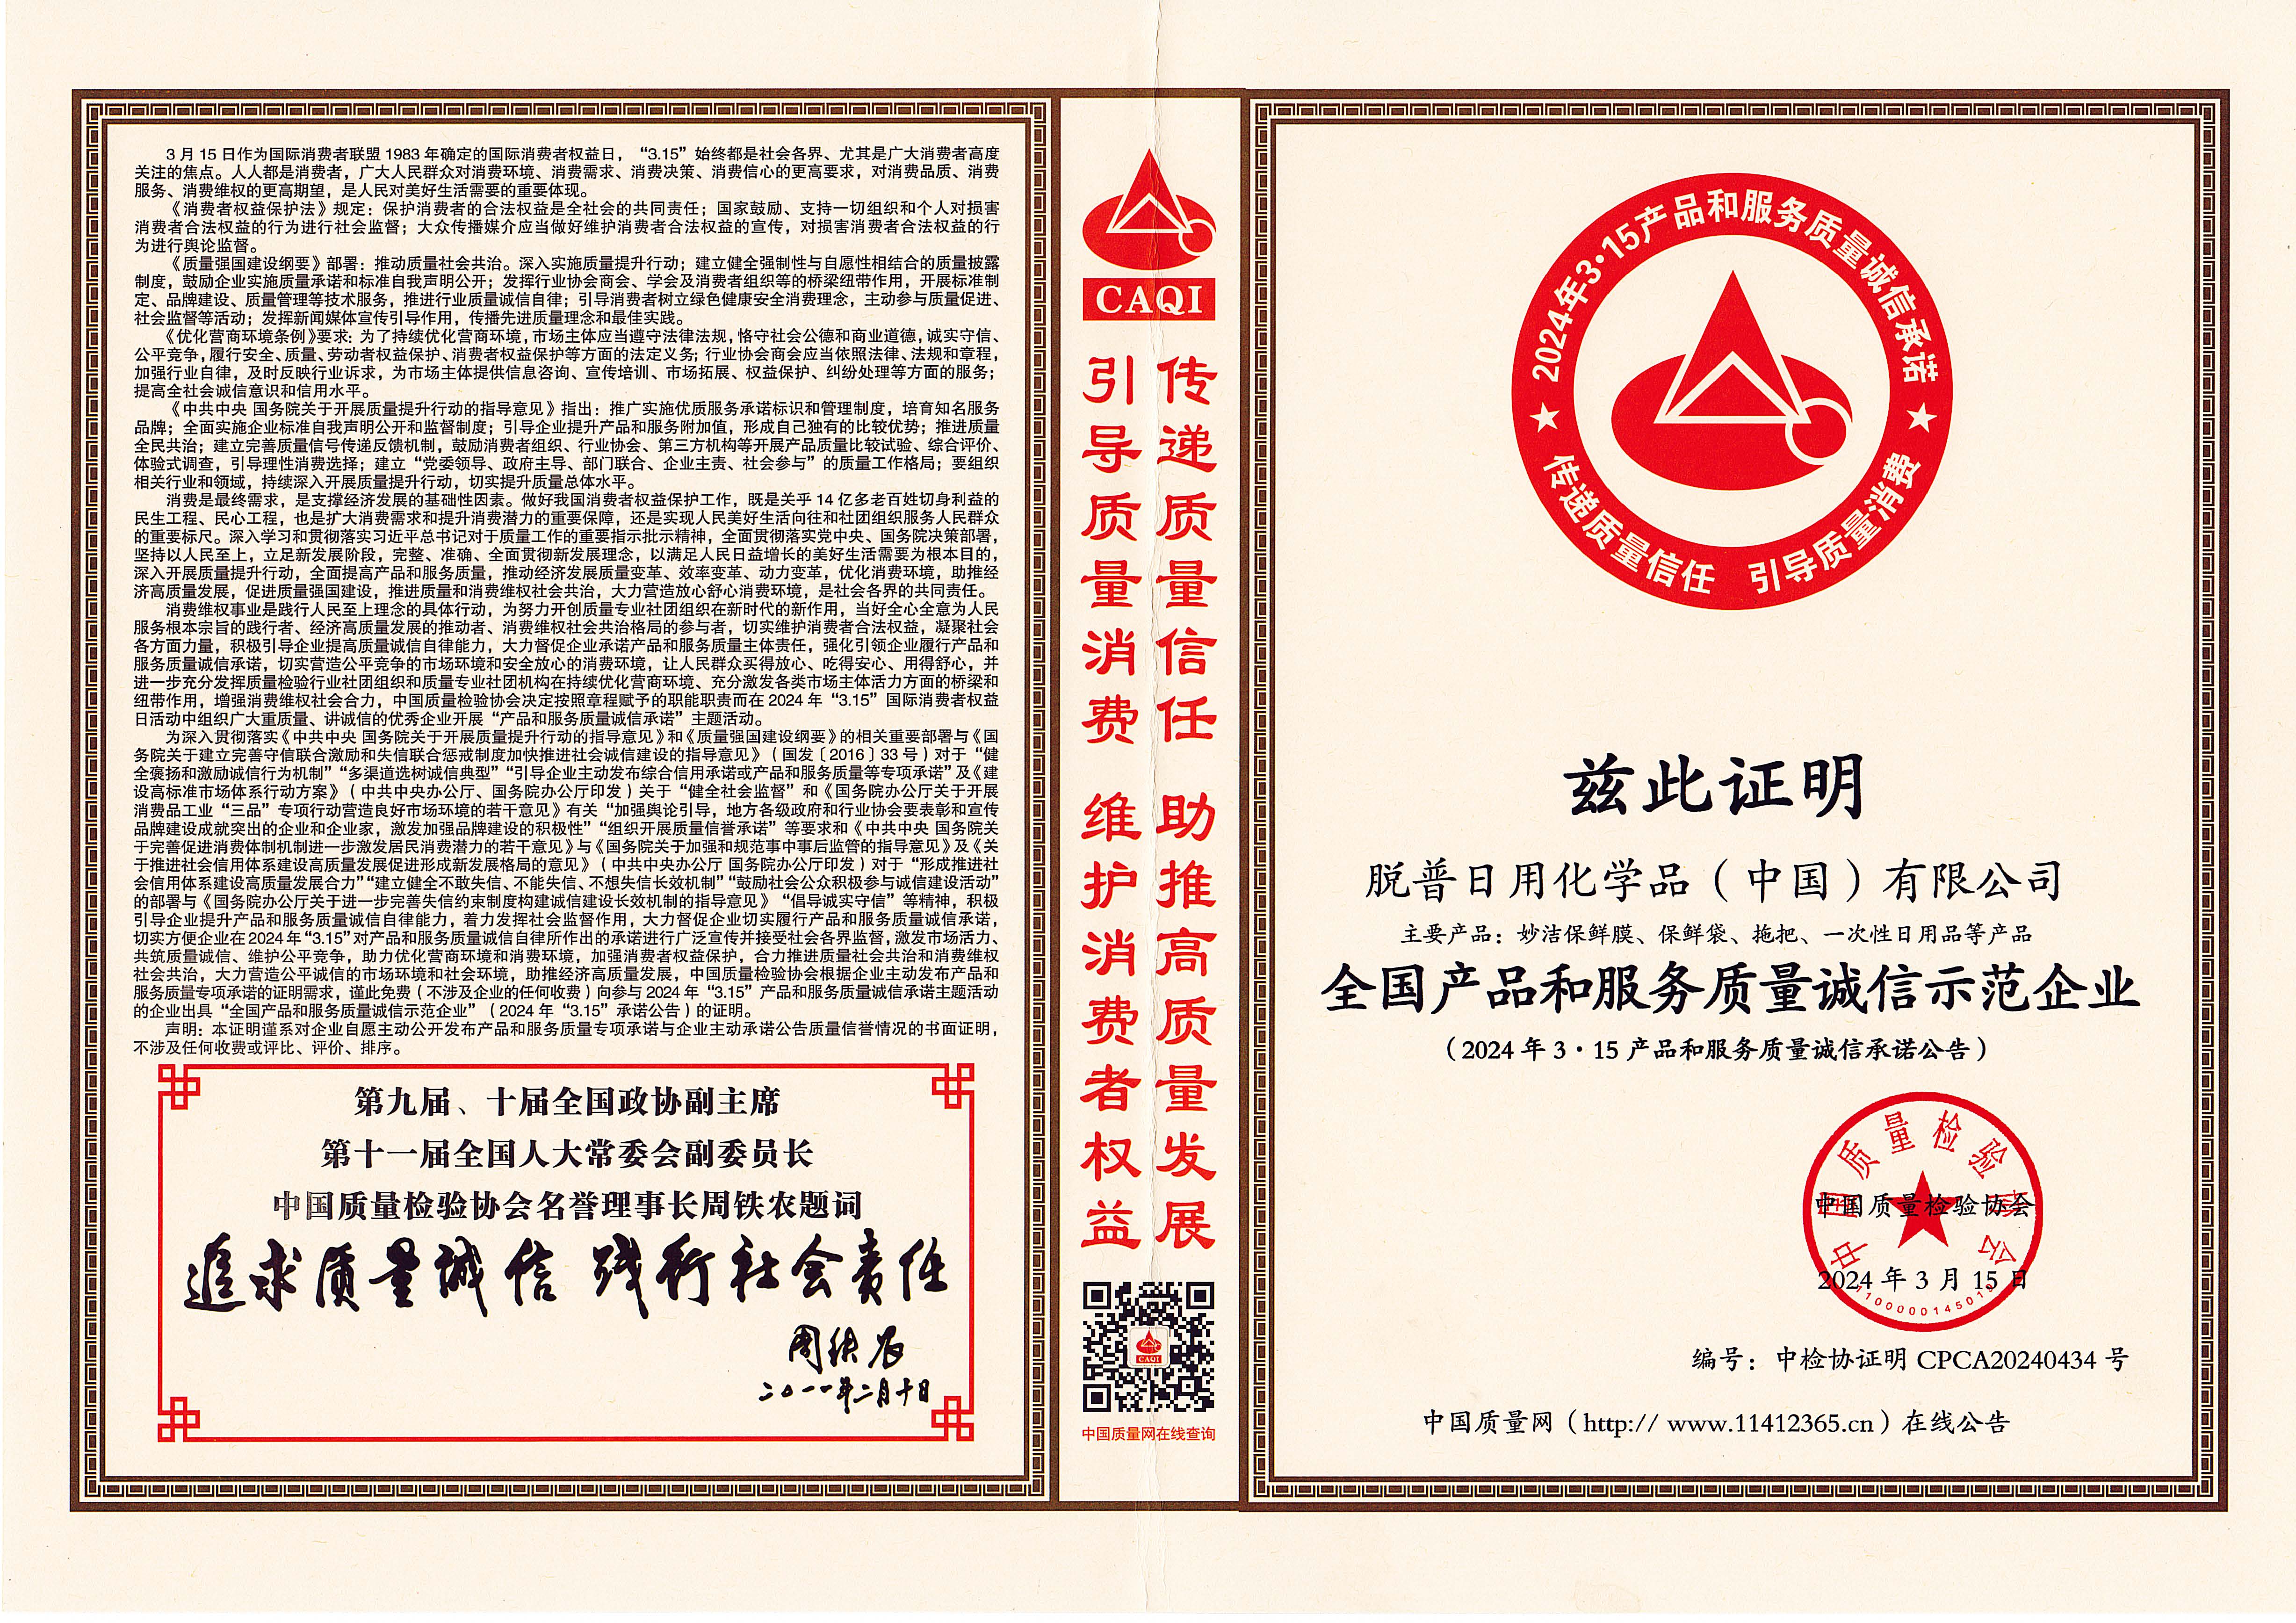 3 月 15 日作为国际消费者联盟 1983 年确定的国际消费者权益日，“3.15”始终都是社会各界、尤其是广大消费者高度
关注的焦点。人人都是消费者，广大人民群众对消费环境、消费需求、消费决策、消费信心的更高要求，对消费品质、消费
服务、消费维权的更高期望，是人民对美好生活需要的重要体现。
《消费者权益保护法》规定：保护消费者的合法权益是全社会的共同责任；国家鼓励、支持一切组织和个人对损害
消费者合法权益的行为进行社会监督；大众传播媒介应当做好维护消费者合法权益的宣传，对损害消费者合法权益的行
为进行舆论监督。
《质量强国建设纲要》部署：推动质量社会共治。深入实施质量提升行动；建立健全强制性与自愿性相结合的质量披露
制度，鼓励企业实施质量承诺和标准自我声明公开；发挥行业协会商会、学会及消费者组织等的桥梁纽带作用，开展标准制
定、品牌建设、质量管理等技术服务，推进行业质量诚信自律；引导消费者树立绿色健康安全消费理念，主动参与质量促进、
社会监督等活动；发挥新闻媒体宣传引导作用，传播先进质量理念和最佳实践。
《优化营商环境条例》要求：为了持续优化营商环境，市场主体应当遵守法律法规，恪守社会公德和商业道德，诚实守信、
公平竞争，履行安全、质量、劳动者权益保护、消费者权益保护等方面的法定义务；行业协会商会应当依照法律、法规和章程，
加强行业自律，及时反映行业诉求，为市场主体提供信息咨询、宣传培训、市场拓展、权益保护、纠纷处理等方面的服务；
提高全社会诚信意识和信用水平。
《中共中央 国务院关于开展质量提升行动的指导意见》指出：推广实施优质服务承诺标识和管理制度，培育知名服务
品牌；全面实施企业标准自我声明公开和监督制度；引导企业提升产品和服务附加值，形成自己独有的比较优势；推进质量
全民共治；建立完善质量信号传递反馈机制，鼓励消费者组织、行业协会、第三方机构等开展产品质量比较试验、综合评价、
体验式调查，引导理性消费选择；建立“党委领导、政府主导、部门联合、企业主责、社会参与”的质量工作格局；要组织
相关行业和领域，持续深入开展质量提升行动，切实提升质量总体水平。
消费是最终需求，是支撑经济发展的基础性因素。做好我国消费者权益保护工作，既是关乎 14 亿多老百姓切身利益的
民生工程、民心工程，也是扩大消费需求和提升消费潜力的重要保障，还是实现人民美好生活向往和社团组织服务人民群众
的重要标尺。深入学习和贯彻落实习近平总书记对于质量工作的重要指示批示精神，全面贯彻落实党中央、国务院决策部署，
坚持以人民至上，立足新发展阶段，完整、准确、全面贯彻新发展理念，以满足人民日益增长的美好生活需要为根本目的，
深入开展质量提升行动，全面提高产品和服务质量，推动经济发展质量变革、效率变革、动力变革，优化消费环境，助推经
济高质量发展，促进质量强国建设，推进质量和消费维权社会共治，大力营造放心舒心消费环境，是社会各界的共同责任。
消费维权事业是践行人民至上理念的具体行动，为努力开创质量专业社团组织在新时代的新作用，当好全心全意为人民
服务根本宗旨的践行者、经济高质量发展的推动者、消费维权社会共治格局的参与者，切实维护消费者合法权益，凝聚社会
各方面力量，积极引导企业提高质量诚信自律能力，大力督促企业承诺产品和服务质量主体责任，强化引领企业履行产品和
服务质量诚信承诺，切实营造公平竞争的市场环境和安全放心的消费环境，让人民群众买得放心、吃得安心、用得舒心，并
进一步充分发挥质量检验行业社团组织和质量专业社团机构在持续优化营商环境、充分激发各类市场主体活力方面的桥梁和
纽带作用，增强消费维权社会合力，中国质量检验协会决定按照章程赋予的职能职责而在 2024 年“3.15”国际消费者权益
日活动中组织广大重质量、讲诚信的优秀企业开展“产品和服务质量诚信承诺”主题活动。
为深入贯彻落实《中共中央 国务院关于开展质量提升行动的指导意见》和《质量强国建设纲要》的相关重要部署与《国
务院关于建立完善守信联合激励和失信联合惩戒制度加快推进社会诚信建设的指导意见》（国发〔2016〕33 号）对于“健
全褒扬和激励诚信行为机制”“多渠道选树诚信典型”“引导企业主动发布综合信用承诺或产品和服务质量等专项承诺”及《建
设高标准市场体系行动方案》（中共中央办公厅、国务院办公厅印发）关于“健全社会监督”和《国务院办公厅关于开展
消费品工业“三品”专项行动营造良好市场环境的若干意见》有关“加强舆论引导，地方各级政府和行业协会要表彰和宣传
品牌建设成就突出的企业和企业家，激发加强品牌建设的积极性”“组织开展质量信誉承诺”等要求和《中共中央 国务院关
于完善促进消费体制机制进一步激发居民消费潜力的若干意见》与《国务院关于加强和规范事中事后监管的指导意见》及《关
于推进社会信用体系建设高质量发展促进形成新发展格局的意见》（中共中央办公厅 国务院办公厅印发）对于“形成推进社
会信用体系建设高质量发展合力”“建立健全不敢失信、不能失信、不想失信长效机制”“鼓励社会公众积极参与诚信建设活动”
的部署与《国务院办公厅关于进一步完善失信约束制度构建诚信建设长效机制的指导意见》“倡导诚实守信”等精神，积极
引导企业提升产品和服务质量诚信自律能力，着力发挥社会监督作用，大力督促企业切实履行产品和服务质量诚信承诺，
切实方便企业在 2024 年“3.15”对产品和服务质量诚信自律所作出的承诺进行广泛宣传并接受社会各界监督，激发市场活力、
共筑质量诚信、维护公平竞争，助力优化营商环境和消费环境，加强消费者权益保护，合力推进质量社会共治和消费维权
社会共治，大力营造公平诚信的市场环境和社会环境，助推经济高质量发展，中国质量检验协会根据企业主动发布产品和
服务质量专项承诺的证明需求，谨此免费（不涉及企业的任何收费）向参与 2024 年“3.15”产品和服务质量诚信承诺主题活动
的企业出具“全国产品和服务质量诚信示范企业”（2024 年“3.15”承诺公告）的证明。
声明：本证明谨系对企业自愿主动公开发布产品和服务质量专项承诺与企业主动承诺公告质量信誉情况的书面证明，
不涉及任何收费或评比、评价、排序。
第九届、十届全国政协副主席
第十一届全国人大常委会副委员长
中国质量检验协会名誉理事长周铁农题词
追求质量诚信 践行社会责任
周铁农
二〇一一年二月十日
CAQI
传递质量信任 助推高质量发展
引导质量消费 维护消费者权益
CAQI
中国质量网在线查询
2024年3·15产品和服务质量诚信承诺
传递质量信任 引导质量消费
兹此证明
脱普日用化学品（中国）有限公司
主要产品：妙洁保鲜膜、保鲜袋、拖把、一次性日用品等产品
全国产品和服务质量诚信示范企业
（2024 年 3·15 产品和服务质量诚信承诺公告）
中国质量检验协会
中国质量检验协会
2024 年 3 月 15 日
编号：中检协证明 CPCA20240434 号
中国质量网（http:// www.11412365.cn）在线公告